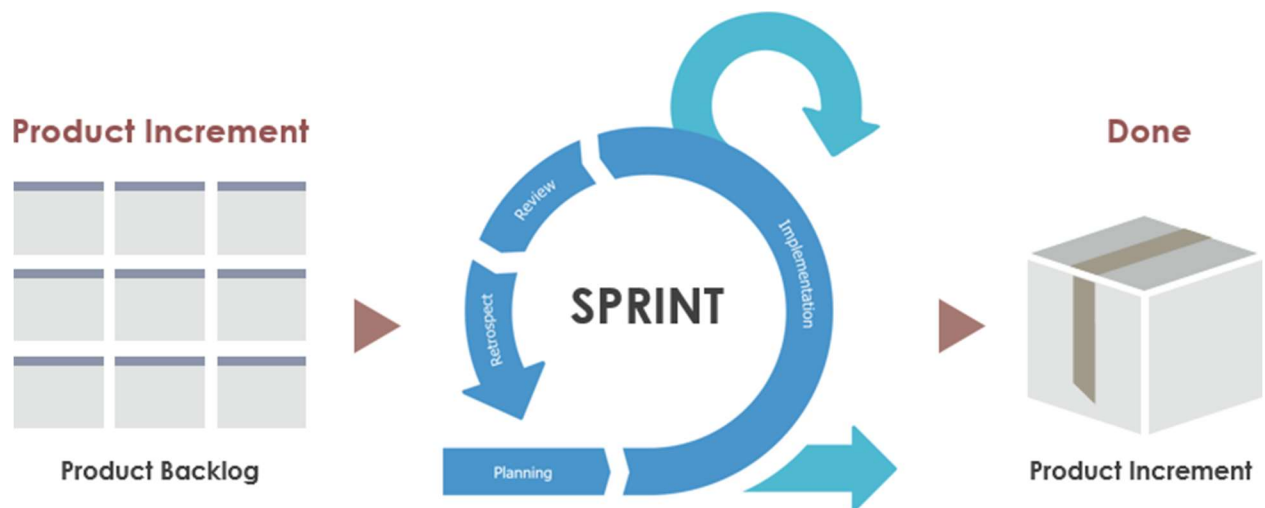 Product Increment
Product Backlog
Planning
Implementation
Review
Retrospect
SPRINT
Done
Product Increment